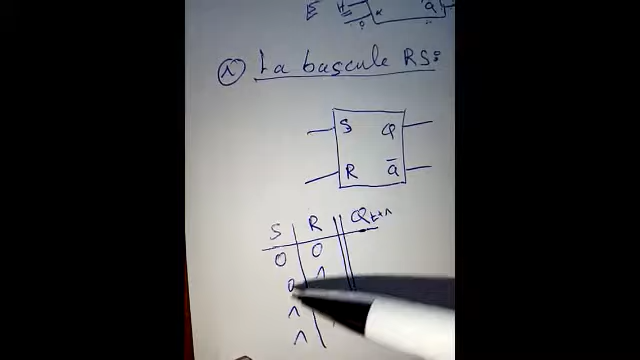 1 La bascule RS:
S Q
R Q̅
S R Qt+1
0 0
0 1
1
1